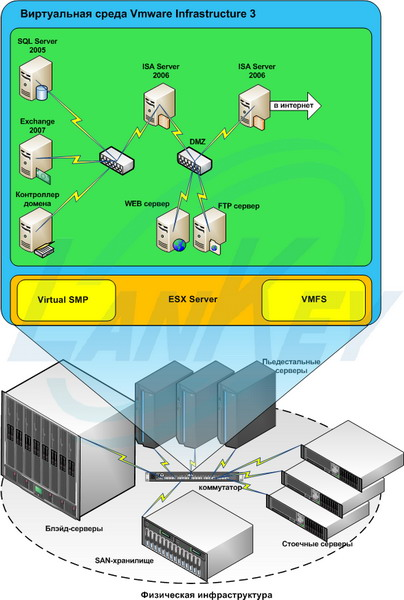 Виртуальная среда Vmware Infrastructure 3
SQL Server
2005
ISA Server
2006
ISA Server
2006
в интернет
Exchange
2007
DMZ
Контроллер
домена
WEB сервер
FTP сервер
Virtual SMP
ESX Server
VMFS
LANKEY
Пьедестальные
серверы
коммутатор
Блэйд-серверы
Стоечные серверы
SAN-хранилище
Физическая инфраструктура